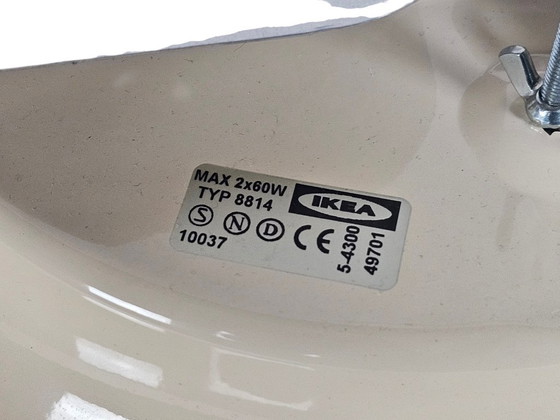 MAX 2x60W
TYP 8814
IKEA
S N D CE
10037
5-4300
49701